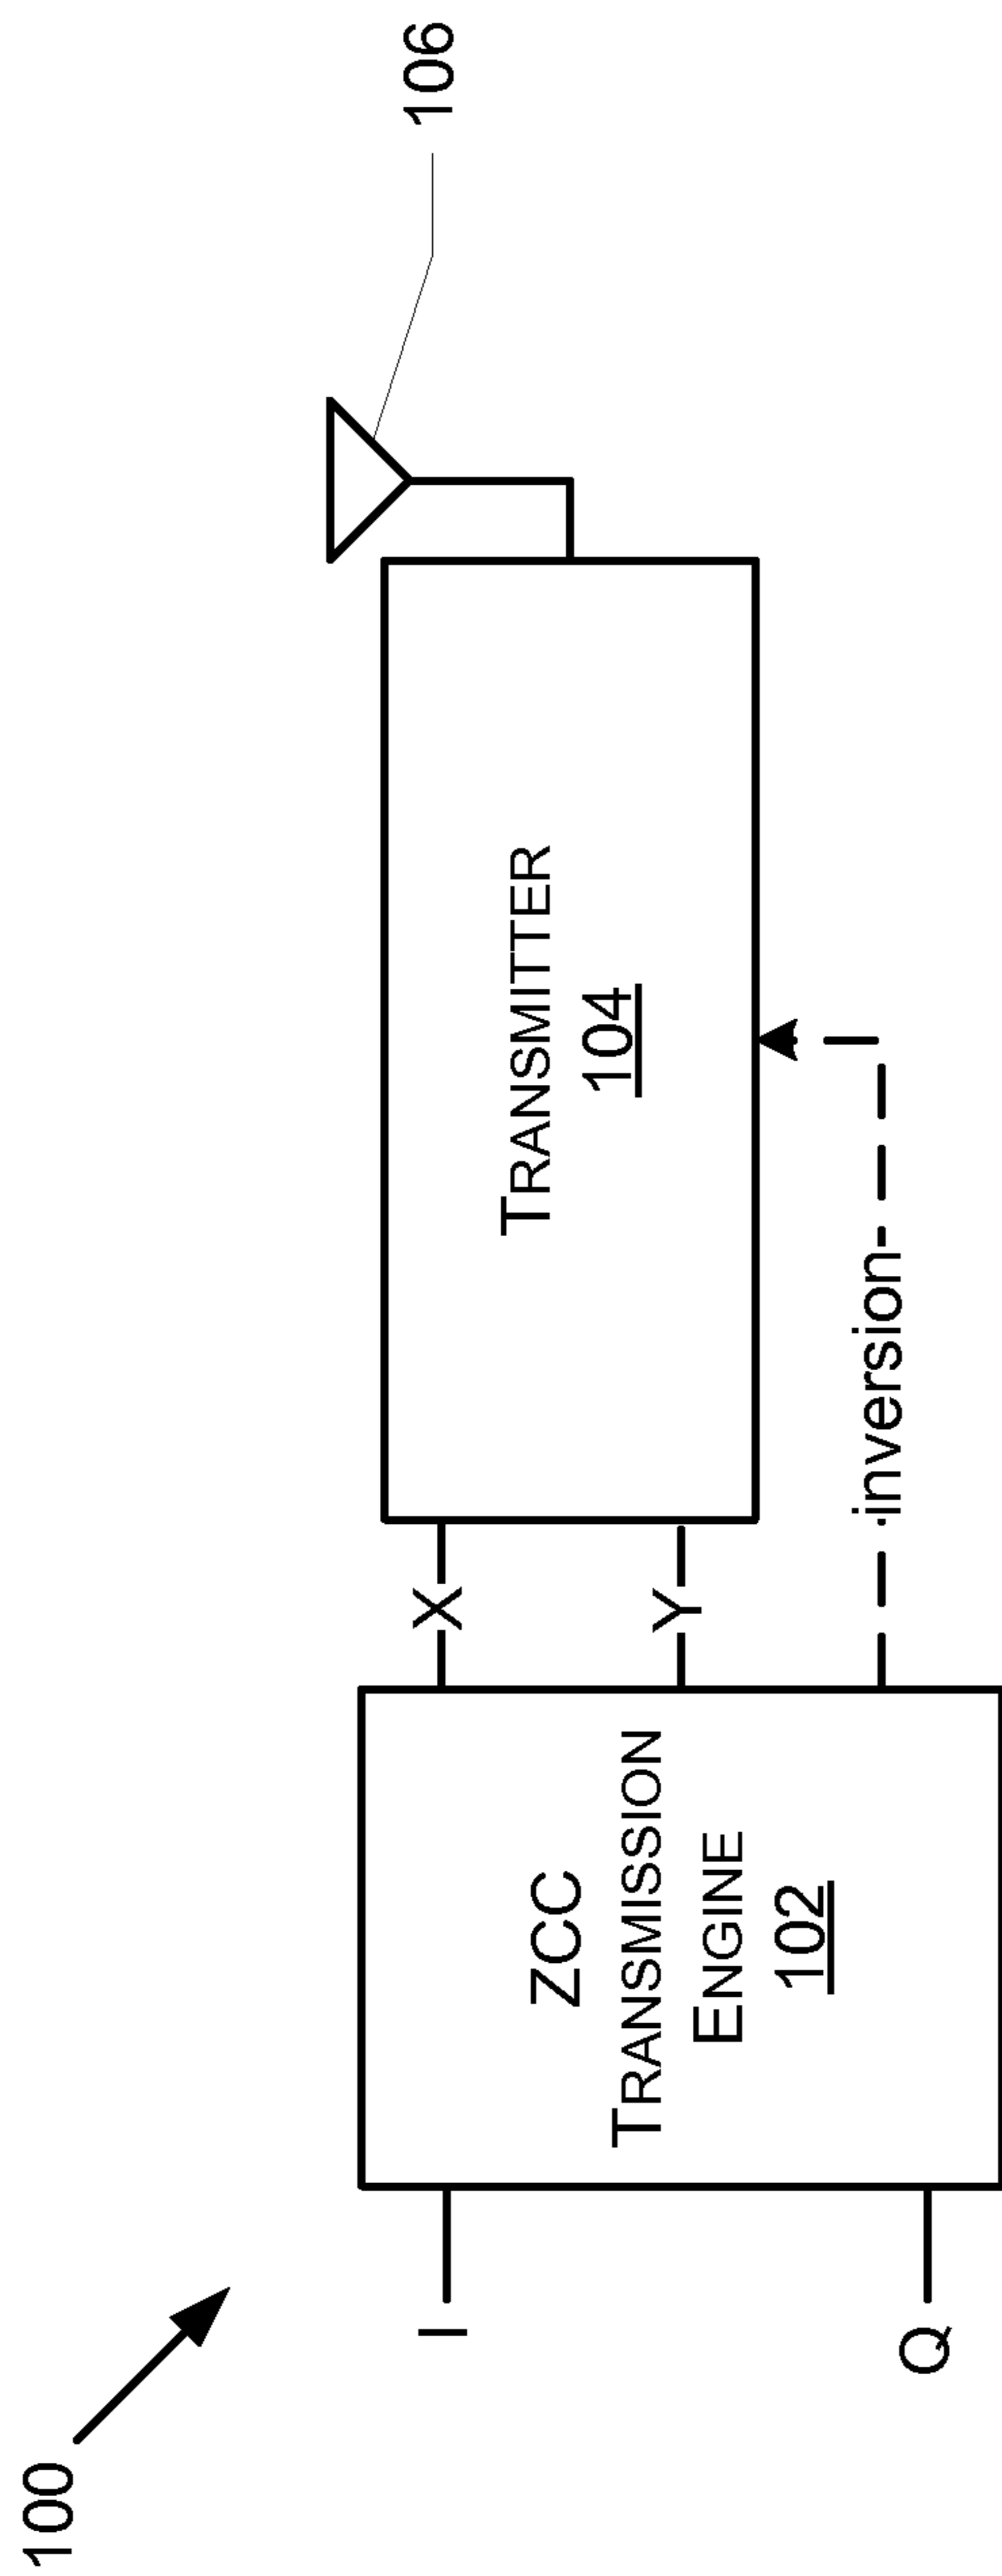 100
I
Q
ZCC
TRANSMISSION
ENGINE
102
X
Y
inversion
TRANSMITTER
104
106